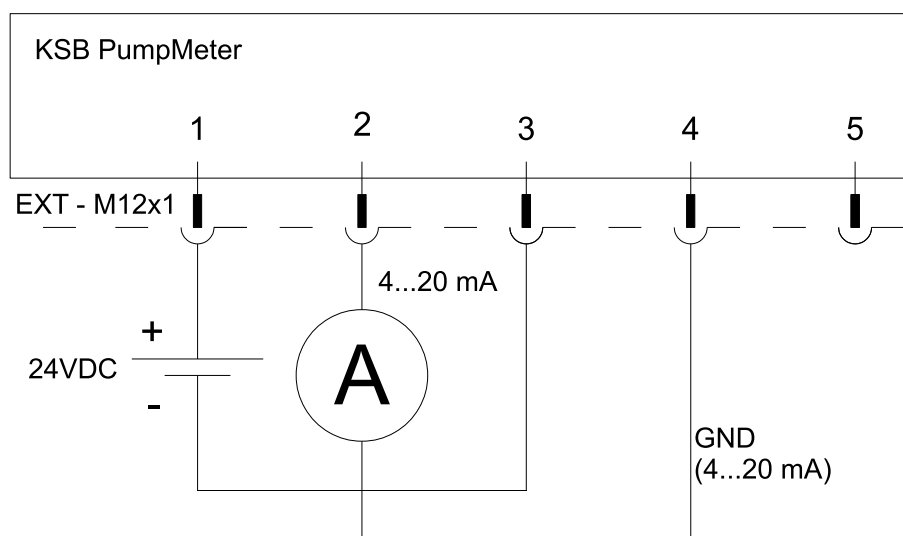 KSB PumpMeter
1 2 3 4 5
EXT - M12x1
4...20 mA
+
24VDC
-
A
GND
(4...20 mA)